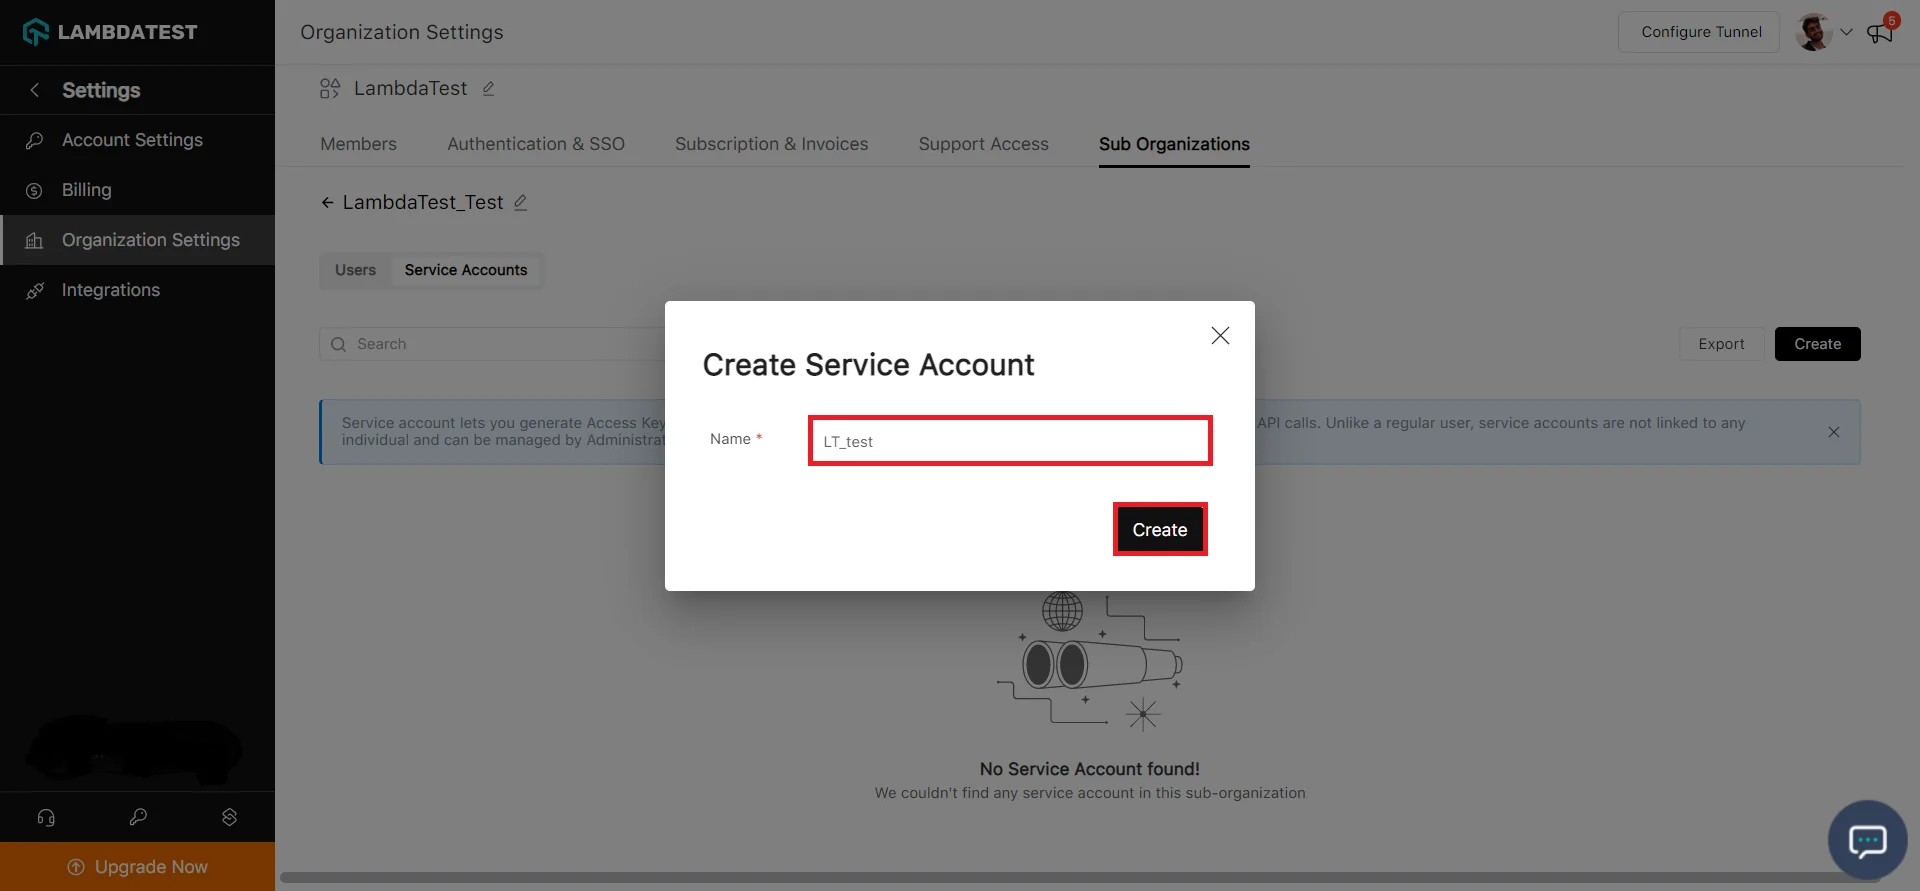 LAMBDATEST
Organization Settings
Configure Tunnel
5
Settings
LambdaTest
Account Settings
Members
Authentication & SSO
Subscription & Invoices
Support Access
Sub Organizations
Billing
LambdaTest_Test
Organization Settings
Users
Service Accounts
Integrations
Search
Export
Create
Service account lets you generate Access Key
API calls. Unlike a regular user, service accounts are not linked to any
individual and can be managed by Administrat
Create Service Account
Name *
LT_test
Create
No Service Account found!
We couldn't find any service account in this sub-organization
Upgrade Now